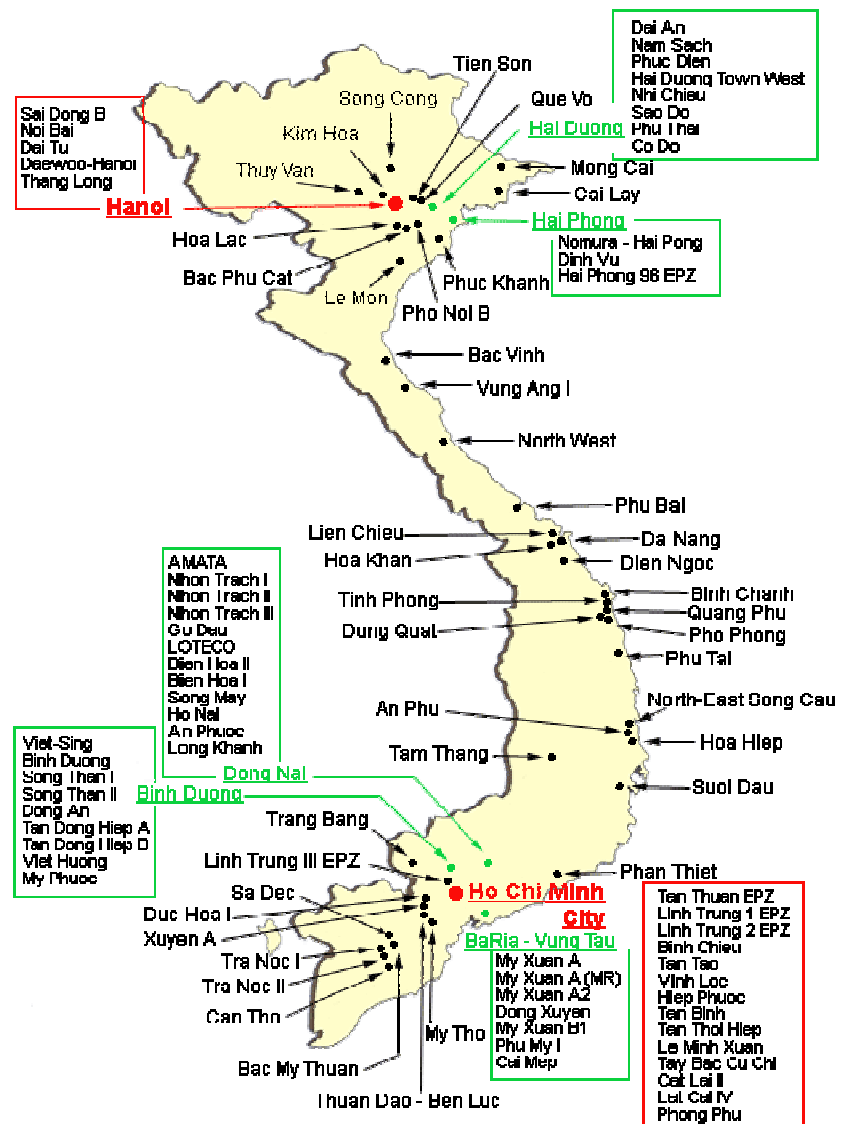 Tien Son
Song Cong
Que Vo
Kim Hoa
Hai Duong
Dai An
Nam Sach
Phuc Dien
Hai Duong Town West
Nhi Chieu
Sao Do
Phu Thai
Co Do
Sai Dong B
Noi Bai
Dai Tu
Daewoo-Hanoi
Thang Long
Thuy Van
Mong Cai
Cai Lay
Hanoi
Hai Phong
Nomura - Hai Pong
Dinh Vu
Hai Phong 96 EPZ
Hoa Lac
Bac Phu Cat
Phuc Khanh
Le Mon
Pho Noi B
Bac Vinh
Vung Ang I
North West
Phu Bai
Lien Chieu
Da Nang
Hoa Khan
Dien Ngoc
Binh Chanh
Tinh Phong
Quang Phu
Dung Quat
Pho Phong
Phu Tai
North-East Song Cau
An Phu
Hoa Hiep
Tam Thang
Suoi Dau
AMATA
Nhon Trach I
Nhon Trach II
Nhon Trach III
Go Dau
LOTECO
Bien Hoa II
Bien Hoa I
Song May
Ho Nai
An Phuoc
Long Khanh
Dong Nai
Viet-Sing
Binh Duong
Song Than I
Song Than II
Dong An
Tan Dong Hiep A
Tan Dong Hiep B
Viet Huong
My Phuoc
Binh Duong
Trang Bang
Linh Trung III EPZ
Phan Thiet
Sa Dec
Ho Chi Minh
City
Duc Hoa I
Xuyen A
BaRia - Vung Tau
My Xuan A
My Xuan A (MR)
My Xuan A2
Dong Xuyen
My Xuan B1
Phu My I
Cai Mep
Tan Thuan EPZ
Linh Trung 1 EPZ
Linh Trung 2 EPZ
Binh Chieu
Tan Tao
Vinh Loc
Hiep Phuoc
Tan Binh
Tan Thoi Hiep
Le Minh Xuan
Tay Bac Cu Chi
Cat Lai II
Lat Cai IV
Phong Phu
Tra Noc I
Tra Noc II
Can Tho
My Tho
Bac My Thuan
Thuan Dao - Ben Luc